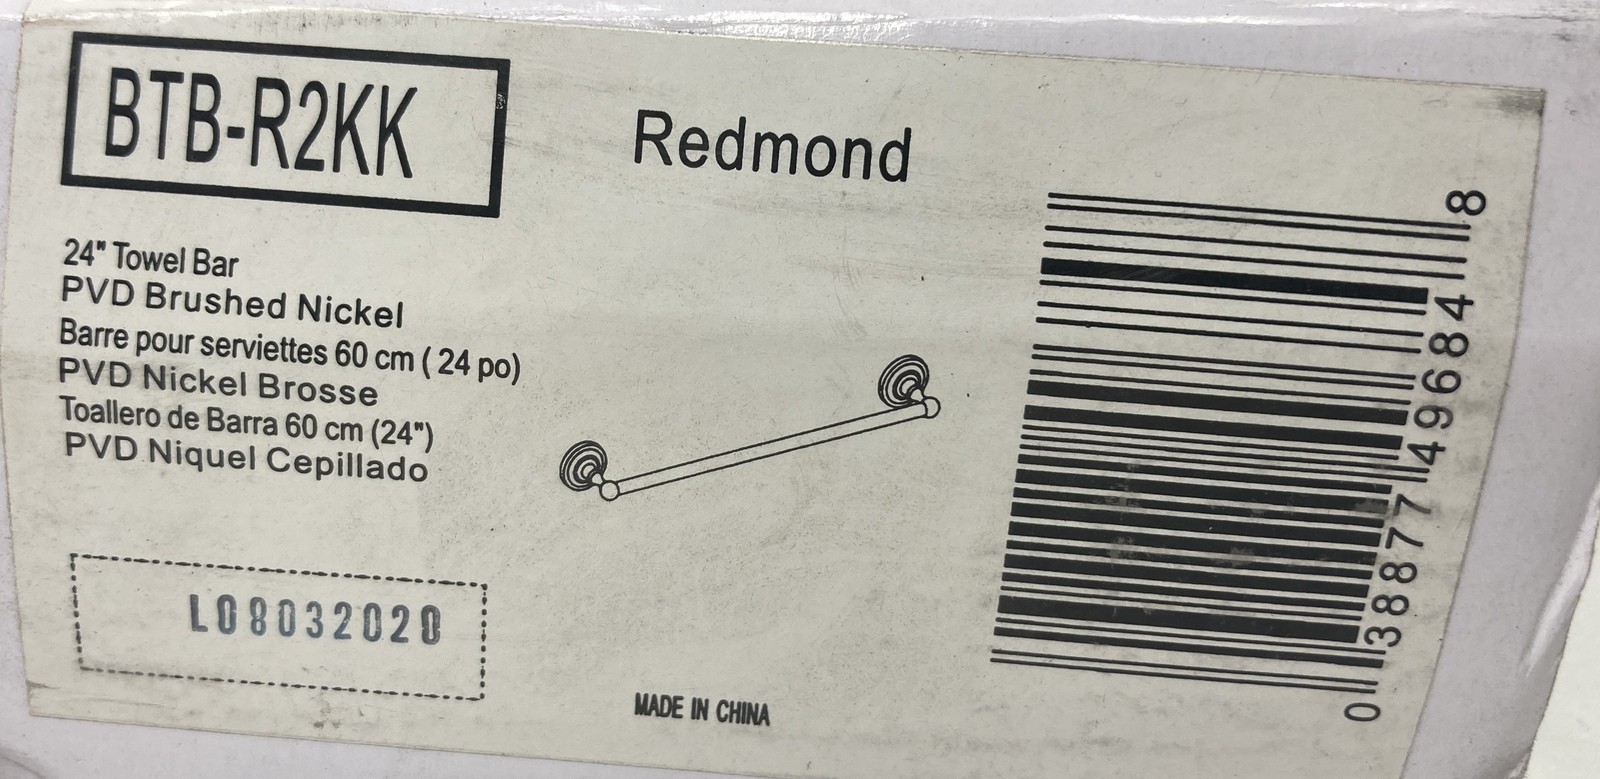 BTB-R2KK
Redmond
24" Towel Bar
PVD Brushed Nickel
Barre pour serviettes 60 cm ( 24 po)
PVD Nickel Brosse
Toallero de Barra 60 cm (24")
PVD Niquel Cepillado
L08032020
MADE IN CHINA
0 38877 49684 8